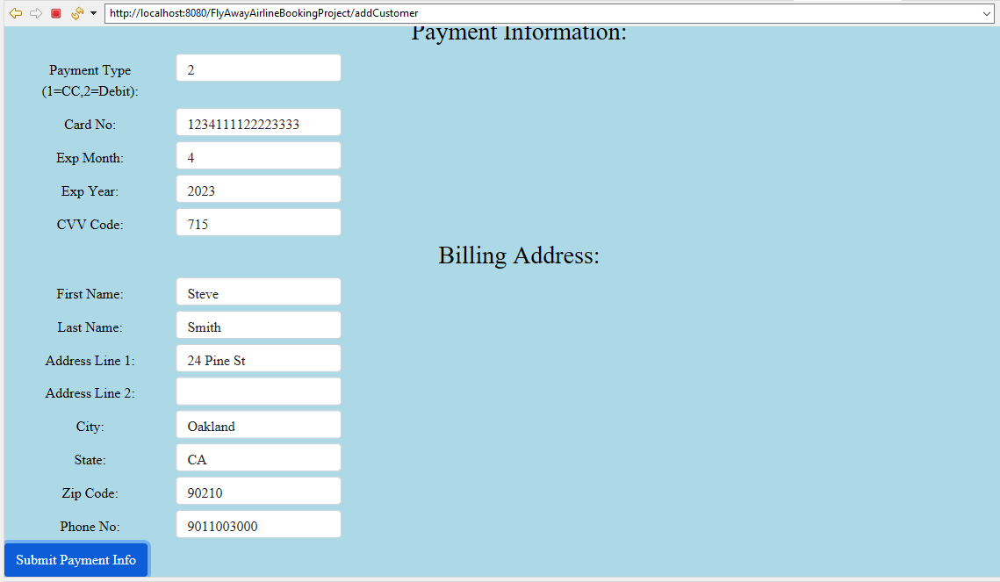 http://localhost:8080/FlyAwayAirlineBookingProject/addCustomer
Payment Information:
Payment Type 2
(1=CC,2=Debit):
Card No: 1234111122223333
Exp Month: 4
Exp Year: 2023
CVV Code: 715
Billing Address:
First Name: Steve
Last Name: Smith
Address Line 1: 24 Pine St
Address Line 2:
City: Oakland
State: CA
Zip Code: 90210
Phone No: 9011003000
Submit Payment Info